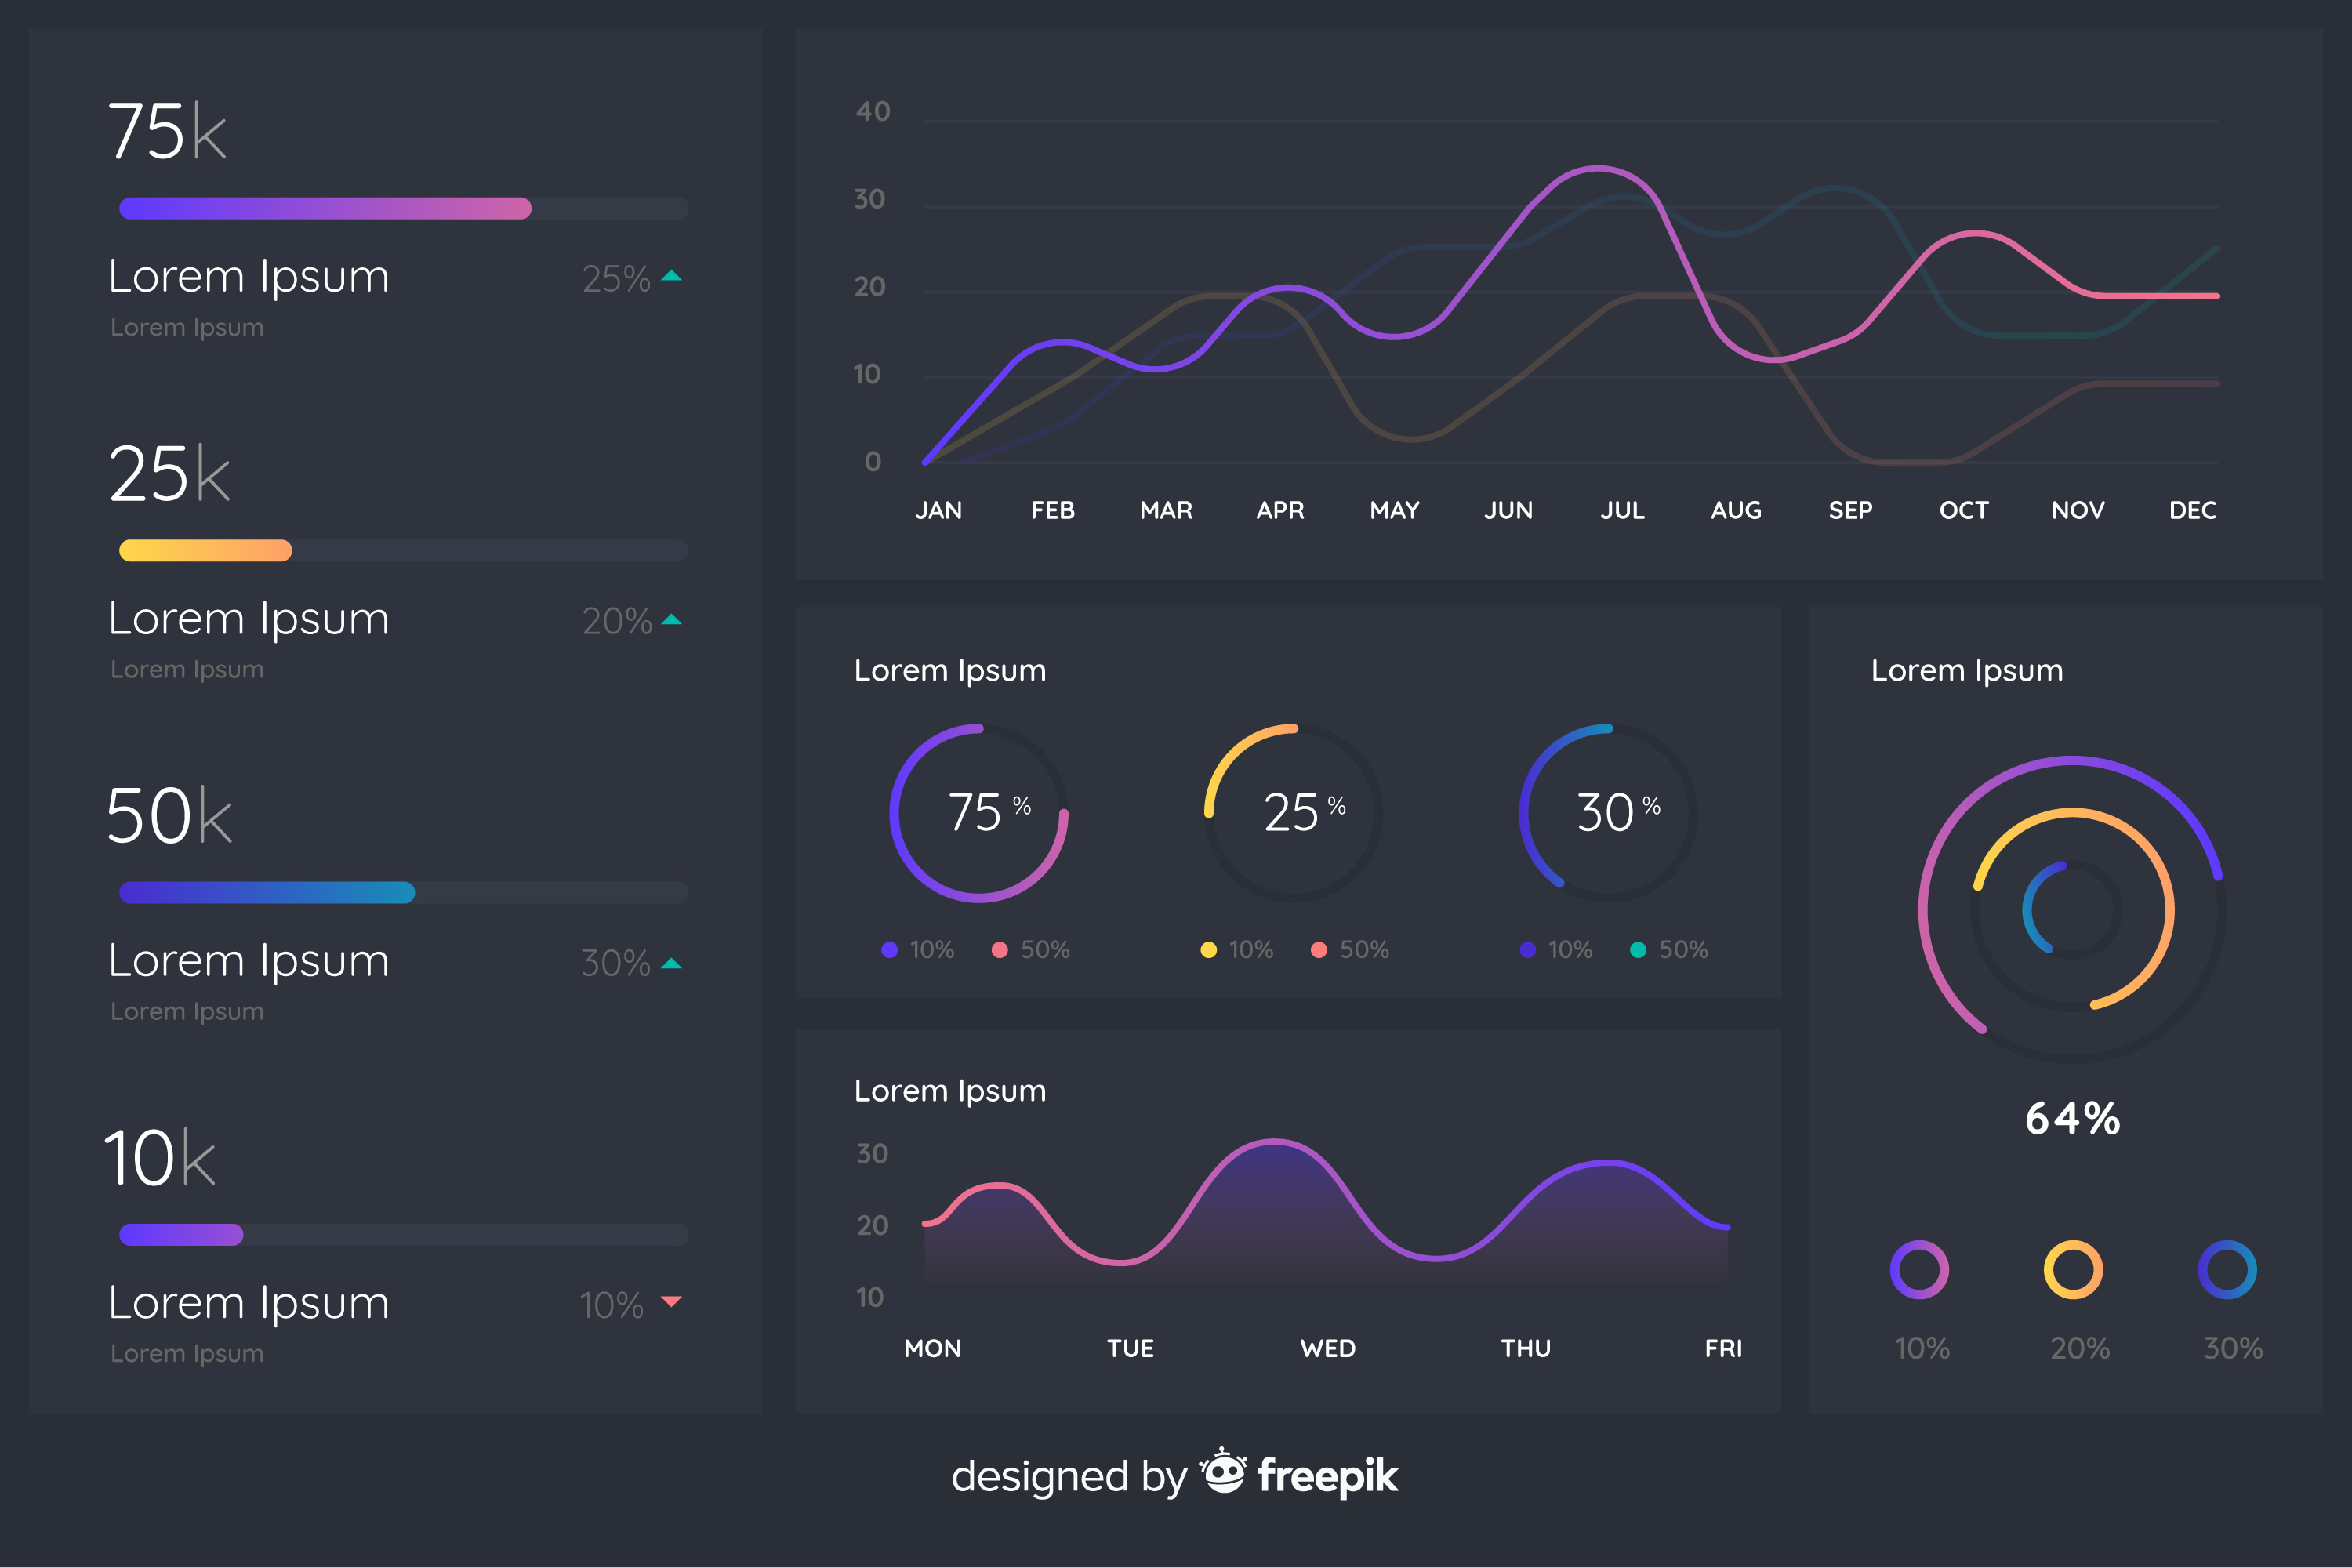 75k
Lorem Ipsum 25%
Lorem Ipsum
25k
Lorem Ipsum 20%
Lorem Ipsum
50k
Lorem Ipsum 30%
Lorem Ipsum
10k
Lorem Ipsum 10%
Lorem Ipsum
40
30
20
10
0
JAN FEB MAR APR MAY JUN JUL AUG SEP OCT NOV DEC
Lorem Ipsum
75 % 25 % 30 %
10% 50% 10% 50% 10% 50%
Lorem Ipsum
30
20
10
MON TUE WED THU FRI
Lorem Ipsum
64%
10% 20% 30%
designed by freepik